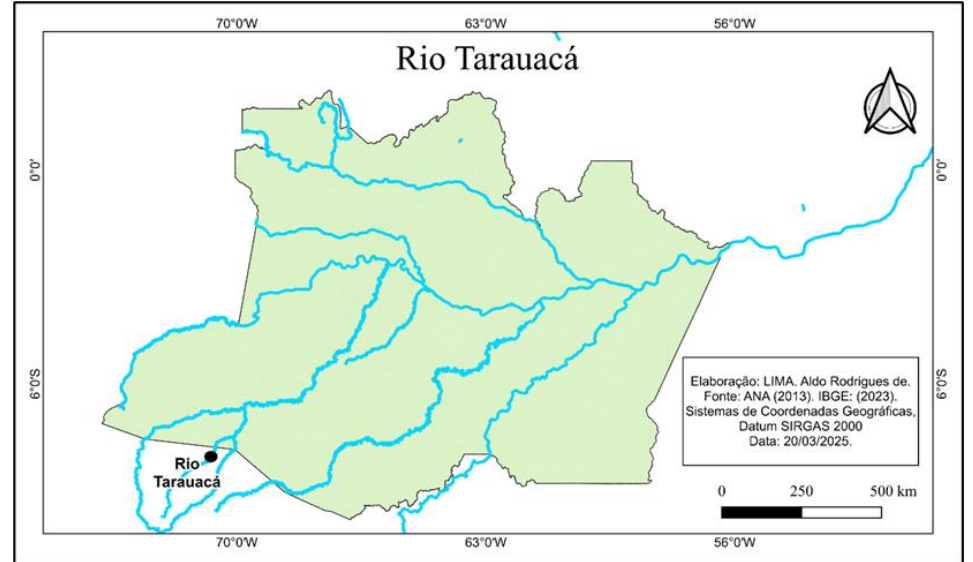 70°0'W 63°0'W 56°0'W
Rio Tarauacá
0°0' 0°0'
6°0'S 6°0'S
Elaboração: LIMA. Aldo Rodrigues de.
Fonte: ANA (2013). IBGE: (2023).
Sistemas de Coordenadas Geográficas,
Datum SIRGAS 2000
Data: 20/03/2025.
Rio
Tarauacá
0 250 500 km
70°0'W 63°0'W 56°0'W